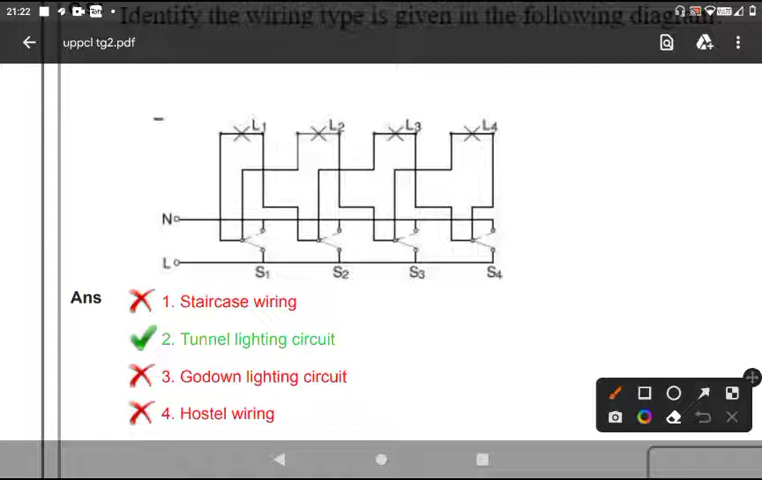 21:22
Identify the wiring type is given in the following diagram.
uppcl tg2.pdf
L1 L2 L3 L4
N
L
S1 S2 S3 S4
Ans
1. Staircase wiring
2. Tunnel lighting circuit
3. Godown lighting circuit
4. Hostel wiring